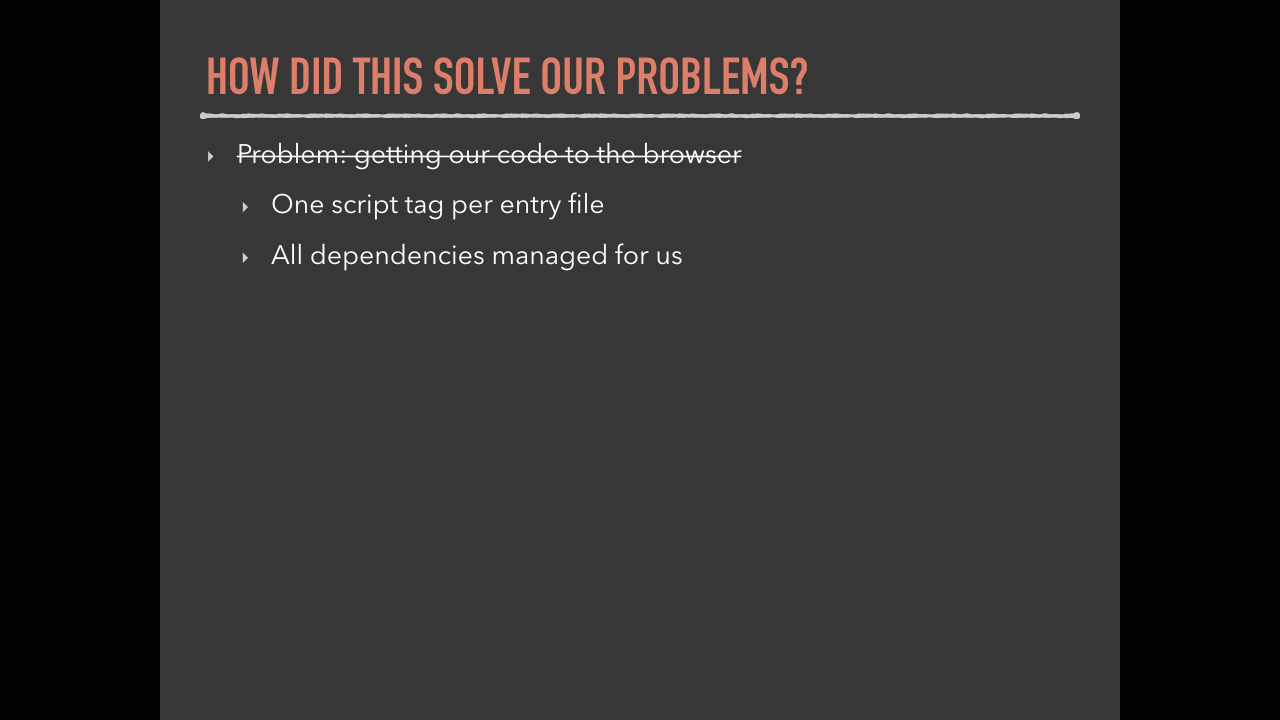 HOW DID THIS SOLVE OUR PROBLEMS?
Problem: getting our code to the browser
One script tag per entry file
All dependencies managed for us